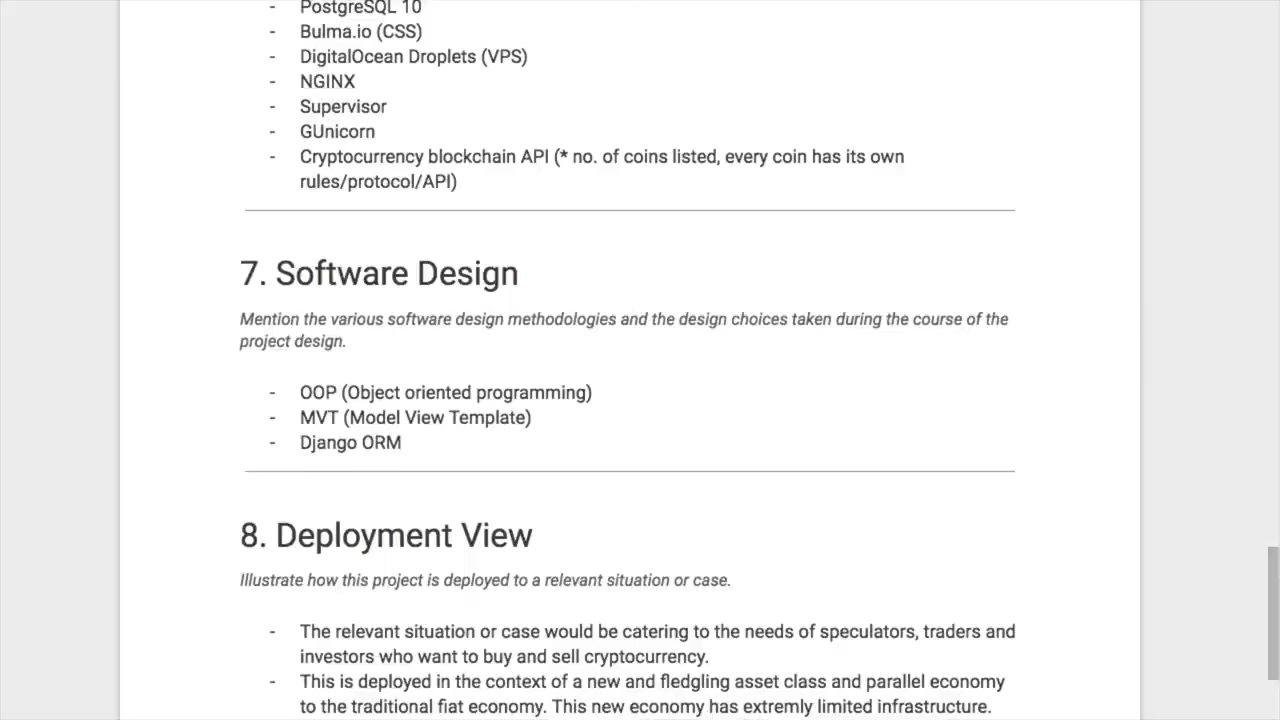 - PostgreSQL 10
- Bulma.io (CSS)
- DigitalOcean Droplets (VPS)
- NGINX
- Supervisor
- GUnicorn
- Cryptocurrency blockchain API (* no. of coins listed, every coin has its own
rules/protocol/API)
7. Software Design
Mention the various software design methodologies and the design choices taken during the course of the
project design.
- OOP (Object oriented programming)
- MVT (Model View Template)
- Django ORM
8. Deployment View
Illustrate how this project is deployed to a relevant situation or case.
- The relevant situation or case would be catering to the needs of speculators, traders and
investors who want to buy and sell cryptocurrency.
- This is deployed in the context of a new and fledgling asset class and parallel economy
to the traditional fiat economy. This new economy has extremly limited infrastructure.